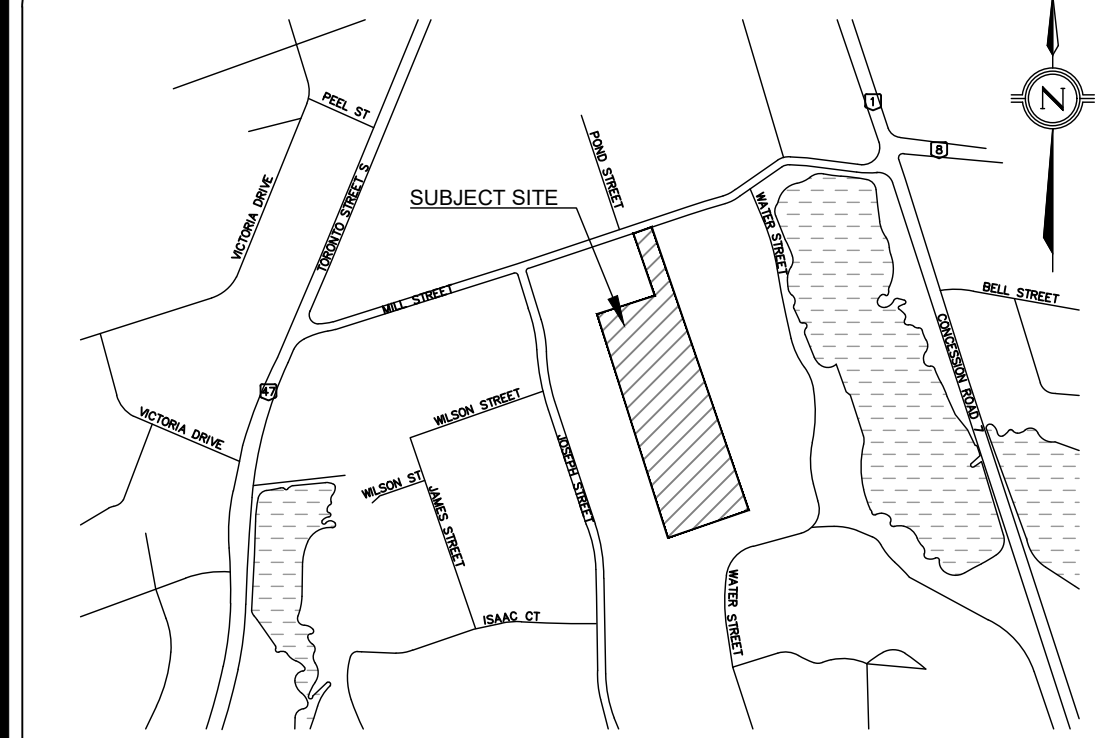 PEEL ST
1
N
8
POND STREET
TORONTO STREET S
VICTORIA DRIVE
SUBJECT SITE
WATER STREET
MILL STREET
BELL STREET
CONCESSION ROAD
47
WILSON STREET
VICTORIA DRIVE
JOSEPH STREET
WILSON ST
JAMES STREET
WATER STREET
ISAAC CT